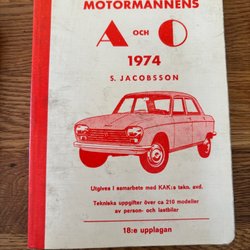 MOTORMÄNNENS
A OCH O
1974
S. JACOBSSON
Utgives i samarbete med KAK:s tekn. avd.
Tekniska uppgifter över ca 210 modeller
av person- och lastbilar
18:e upplagan